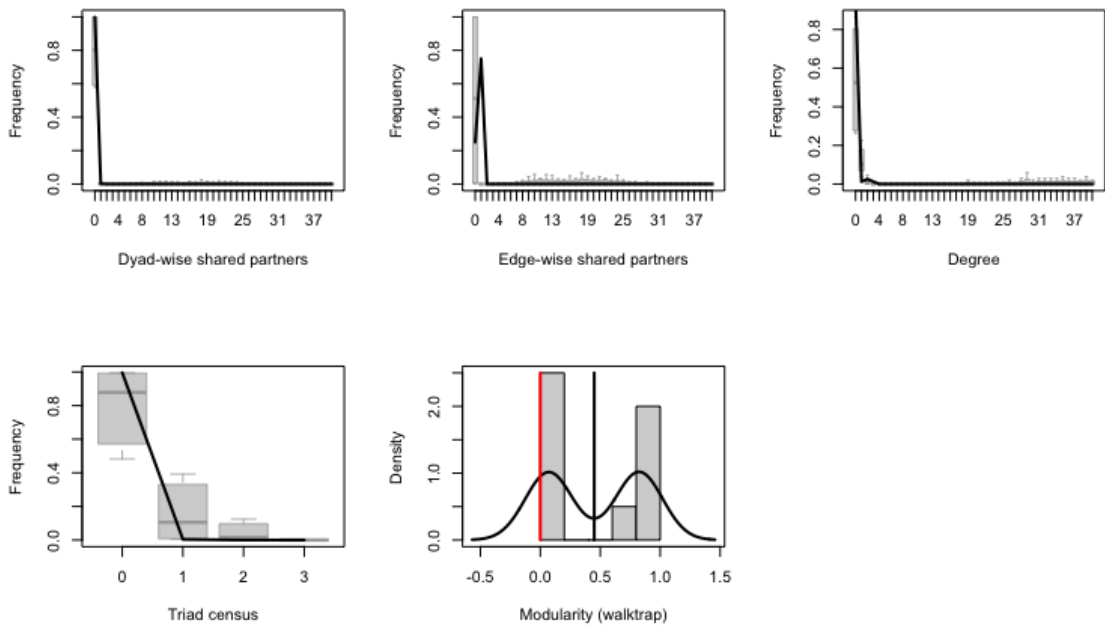 Frequency
0.0 0.4 0.8
0 4 8 13 19 25 31 37
Dyad-wise shared partners
Frequency
0.0 0.4 0.8
0 4 8 13 19 25 31 37
Edge-wise shared partners
Frequency
0.0 0.2 0.4 0.6 0.8
0 4 8 13 19 25 31 37
Degree
Frequency
0.0 0.4 0.8
0 1 2 3
Triad census
Density
0.0 1.0 2.0
-0.5 0.0 0.5 1.0 1.5
Modularity (walktrap)